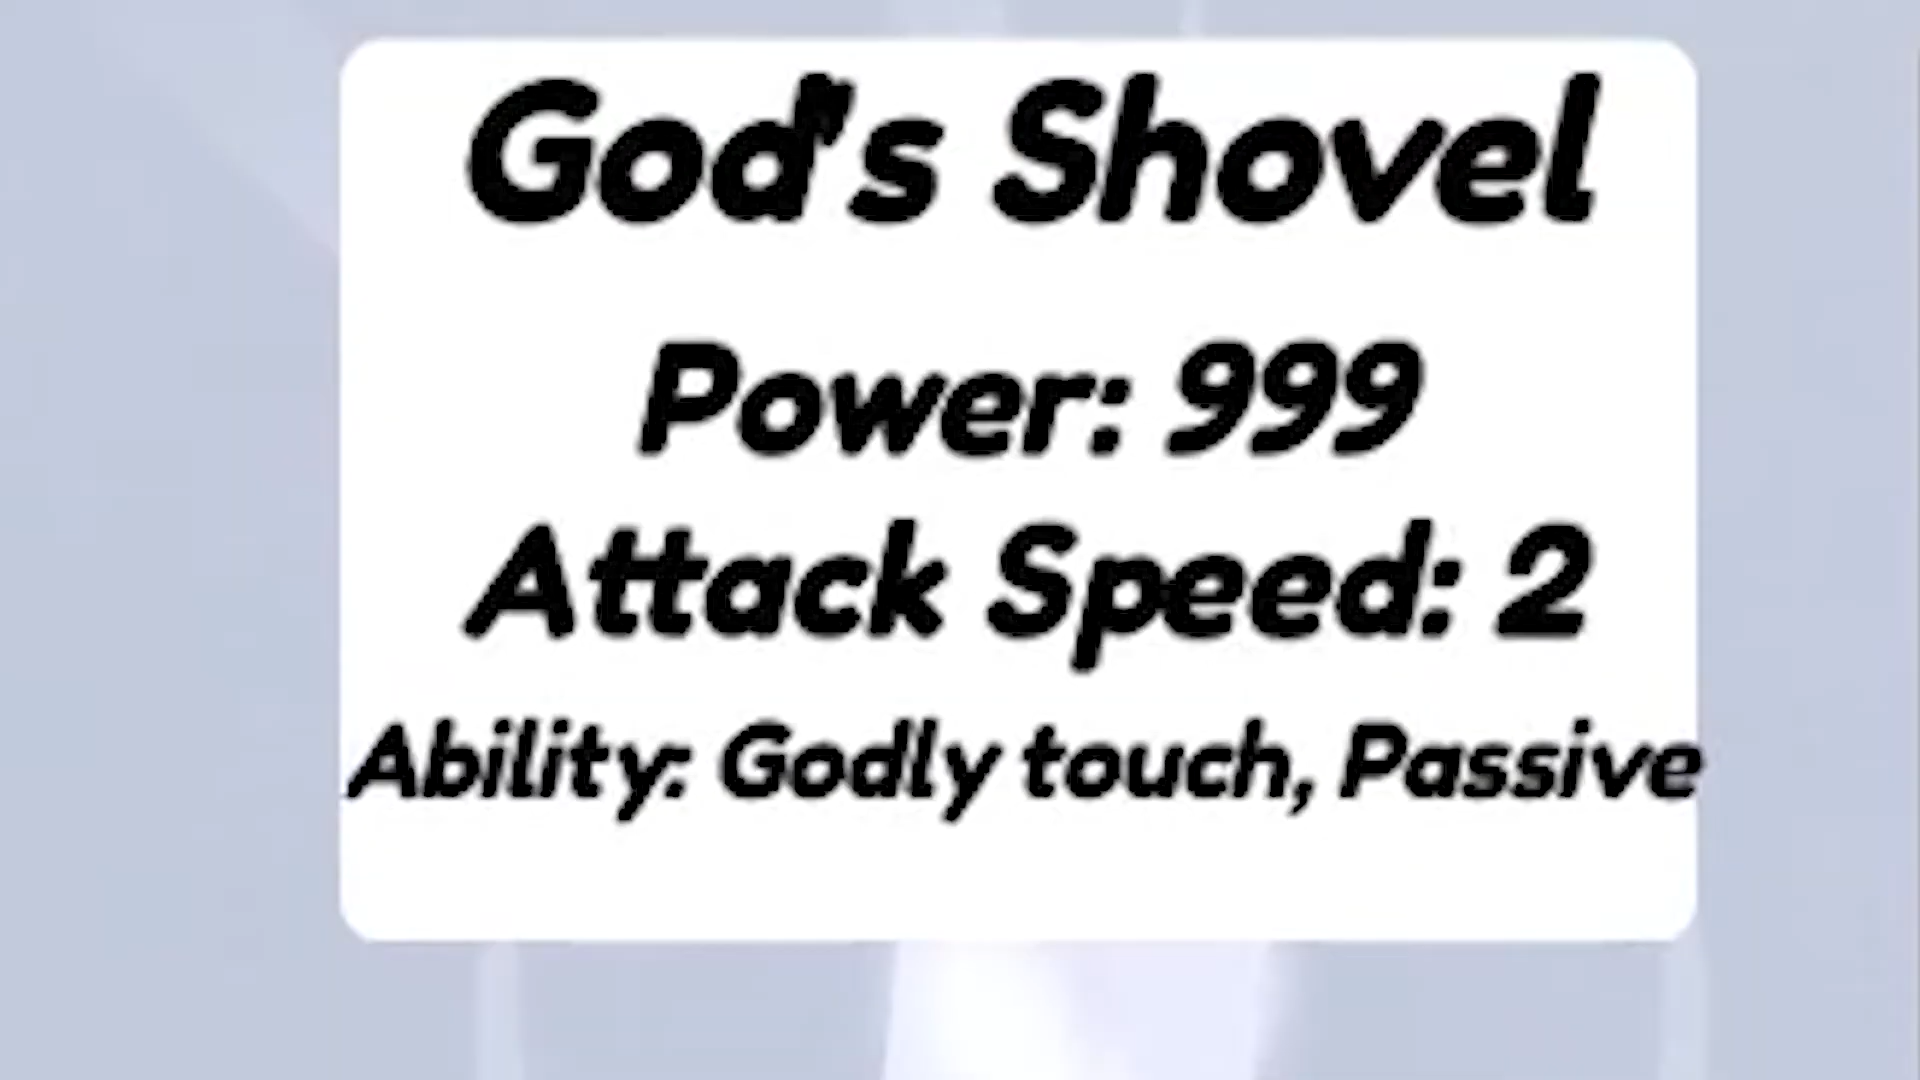 God's Shovel
Power: 999
Attack Speed: 2
Ability: Godly touch, Passive